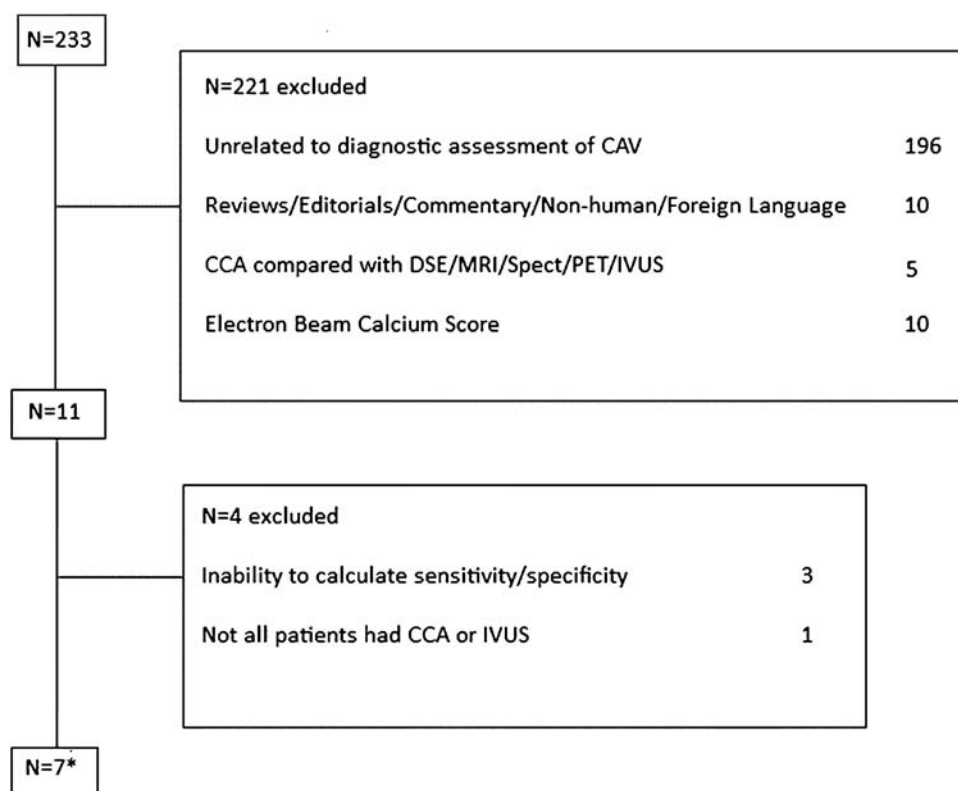 N=233
N=221 excluded
Unrelated to diagnostic assessment of CAV 196
Reviews/Editorials/Commentary/Non-human/Foreign Language 10
CCA compared with DSE/MRI/Spect/PET/IVUS 5
Electron Beam Calcium Score 10
N=11
N=4 excluded
Inability to calculate sensitivity/specificity 3
Not all patients had CCA or IVUS 1
N=7*